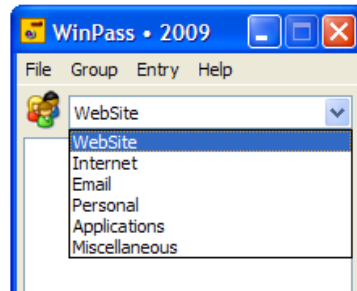 WinPass • 2009
File Group Entry Help
WebSite
WebSite
Internet
Email
Personal
Applications
Miscellaneous